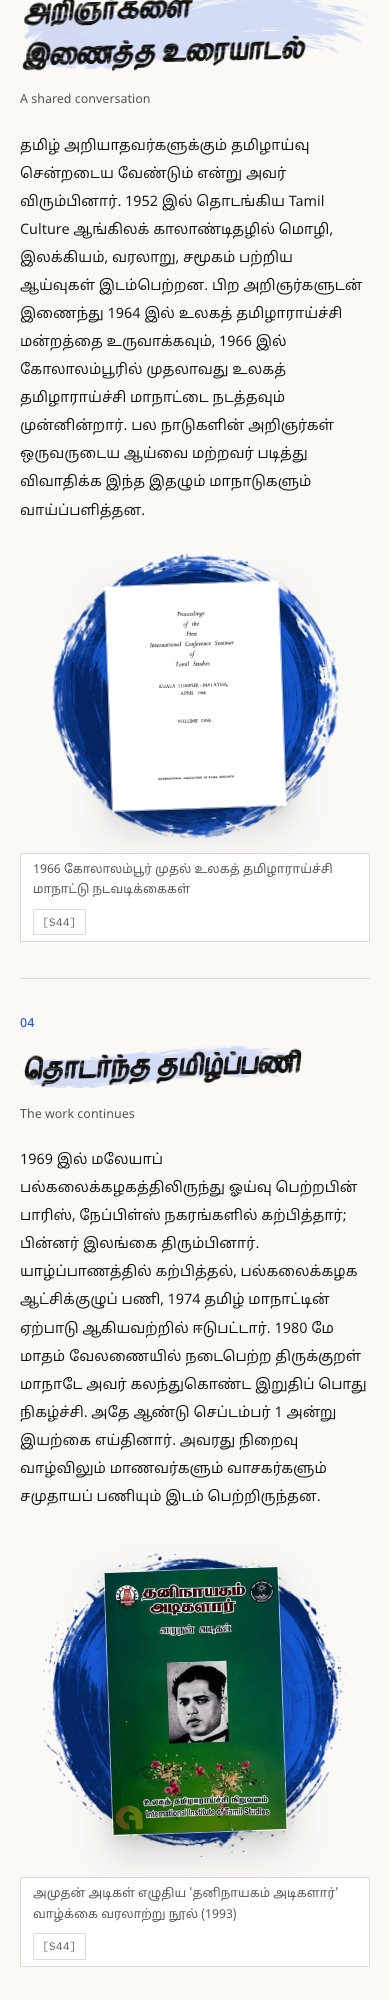 அறிஞர்களை
இணைத்த உரையாடல்
A shared conversation
தமிழ் அறியாதவர்களுக்கும் தமிழாய்வு
சென்றடைய வேண்டும் என்று அவர்
விரும்பினார். 1952 இல் தொடங்கிய Tamil
Culture ஆங்கிலக் காலாண்டிதழில் மொழி,
இலக்கியம், வரலாறு, சமூகம் பற்றிய
ஆய்வுகள் இடம்பெற்றன. பிற அறிஞர்களுடன்
இணைந்து 1964 இல் உலகத் தமிழாராய்ச்சி
மன்றத்தை உருவாக்கவும், 1966 இல்
கோலாலம்பூரில் முதலாவது உலகத்
தமிழாராய்ச்சி மாநாட்டை நடத்தவும்
முன்னின்றார். பல நாடுகளின் அறிஞர்கள்
ஒருவருடைய ஆய்வை மற்றவர் படித்து
விவாதிக்க இந்த இதழும் மாநாடுகளும்
வாய்ப்பளித்தன.
Proceedings
of the
First
International Conference Seminar
of
Tamil Studies
KUALA LUMPUR - MALAYSIA,
APRIL 1966
VOLUME ONE
INTERNATIONAL ASSOCIATION OF TAMIL RESEARCH
1966 கோலாலம்பூர் முதல் உலகத் தமிழாராய்ச்சி
மாநாட்டு நடவடிக்கைகள்
[S44]
04
தொடர்ந்த தமிழ்ப்பணி
The work continues
1969 இல் மலேயாப்
பல்கலைக்கழகத்திலிருந்து ஓய்வு பெற்றபின்
பாரிஸ், நேப்பிள்ஸ் நகரங்களில் கற்பித்தார்;
பின்னர் இலங்கை திரும்பினார்.
யாழ்ப்பாணத்தில் கற்பித்தல், பல்கலைக்கழக
ஆட்சிக்குழுப் பணி, 1974 தமிழ் மாநாட்டின்
ஏற்பாடு ஆகியவற்றில் ஈடுபட்டார். 1980 மே
மாதம் வேலணையில் நடைபெற்ற திருக்குறள்
மாநாடே அவர் கலந்துகொண்ட இறுதிப் பொது
நிகழ்ச்சி. அதே ஆண்டு செப்டம்பர் 1 அன்று
இயற்கை எய்தினார். அவரது நிறைவு
வாழ்விலும் மாணவர்களும் வாசகர்களும்
சமுதாயப் பணியும் இடம் பெற்றிருந்தன.
தனிநாயகம்
அடிகளார்
அமுதன் அடிகள்
உலகத் தமிழாராய்ச்சி நிறுவனம்
International Institute of Tamil Studies
அமுதன் அடிகள் எழுதிய 'தனிநாயகம் அடிகளார்'
வாழ்க்கை வரலாற்று நூல் (1993)
[S44]